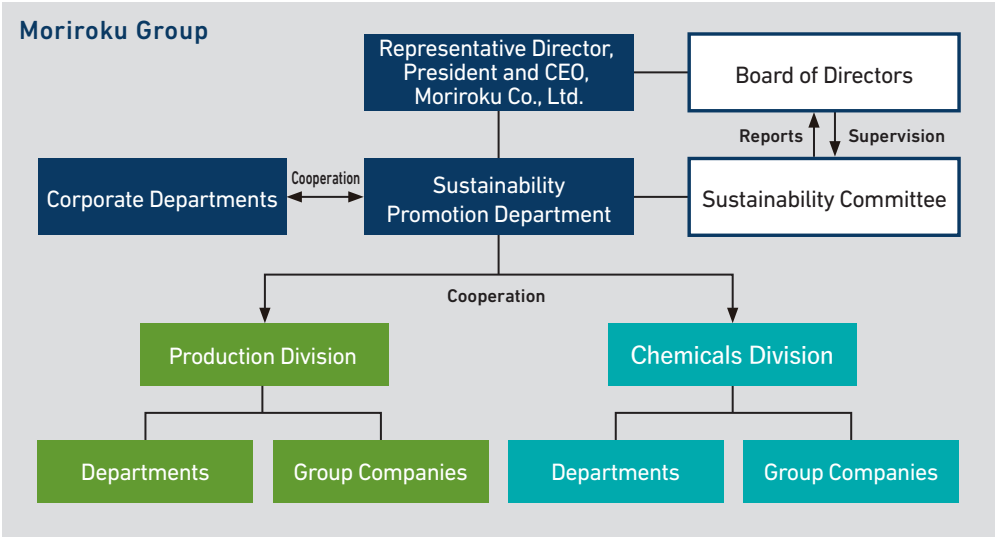 Moriroku Group
Representative Director,
President and CEO,
Moriroku Co., Ltd.
Board of Directors
Reports
Supervision
Corporate Departments
Cooperation
Sustainability
Promotion Department
Sustainability Committee
Cooperation
Production Division
Chemicals Division
Departments
Group Companies
Departments
Group Companies